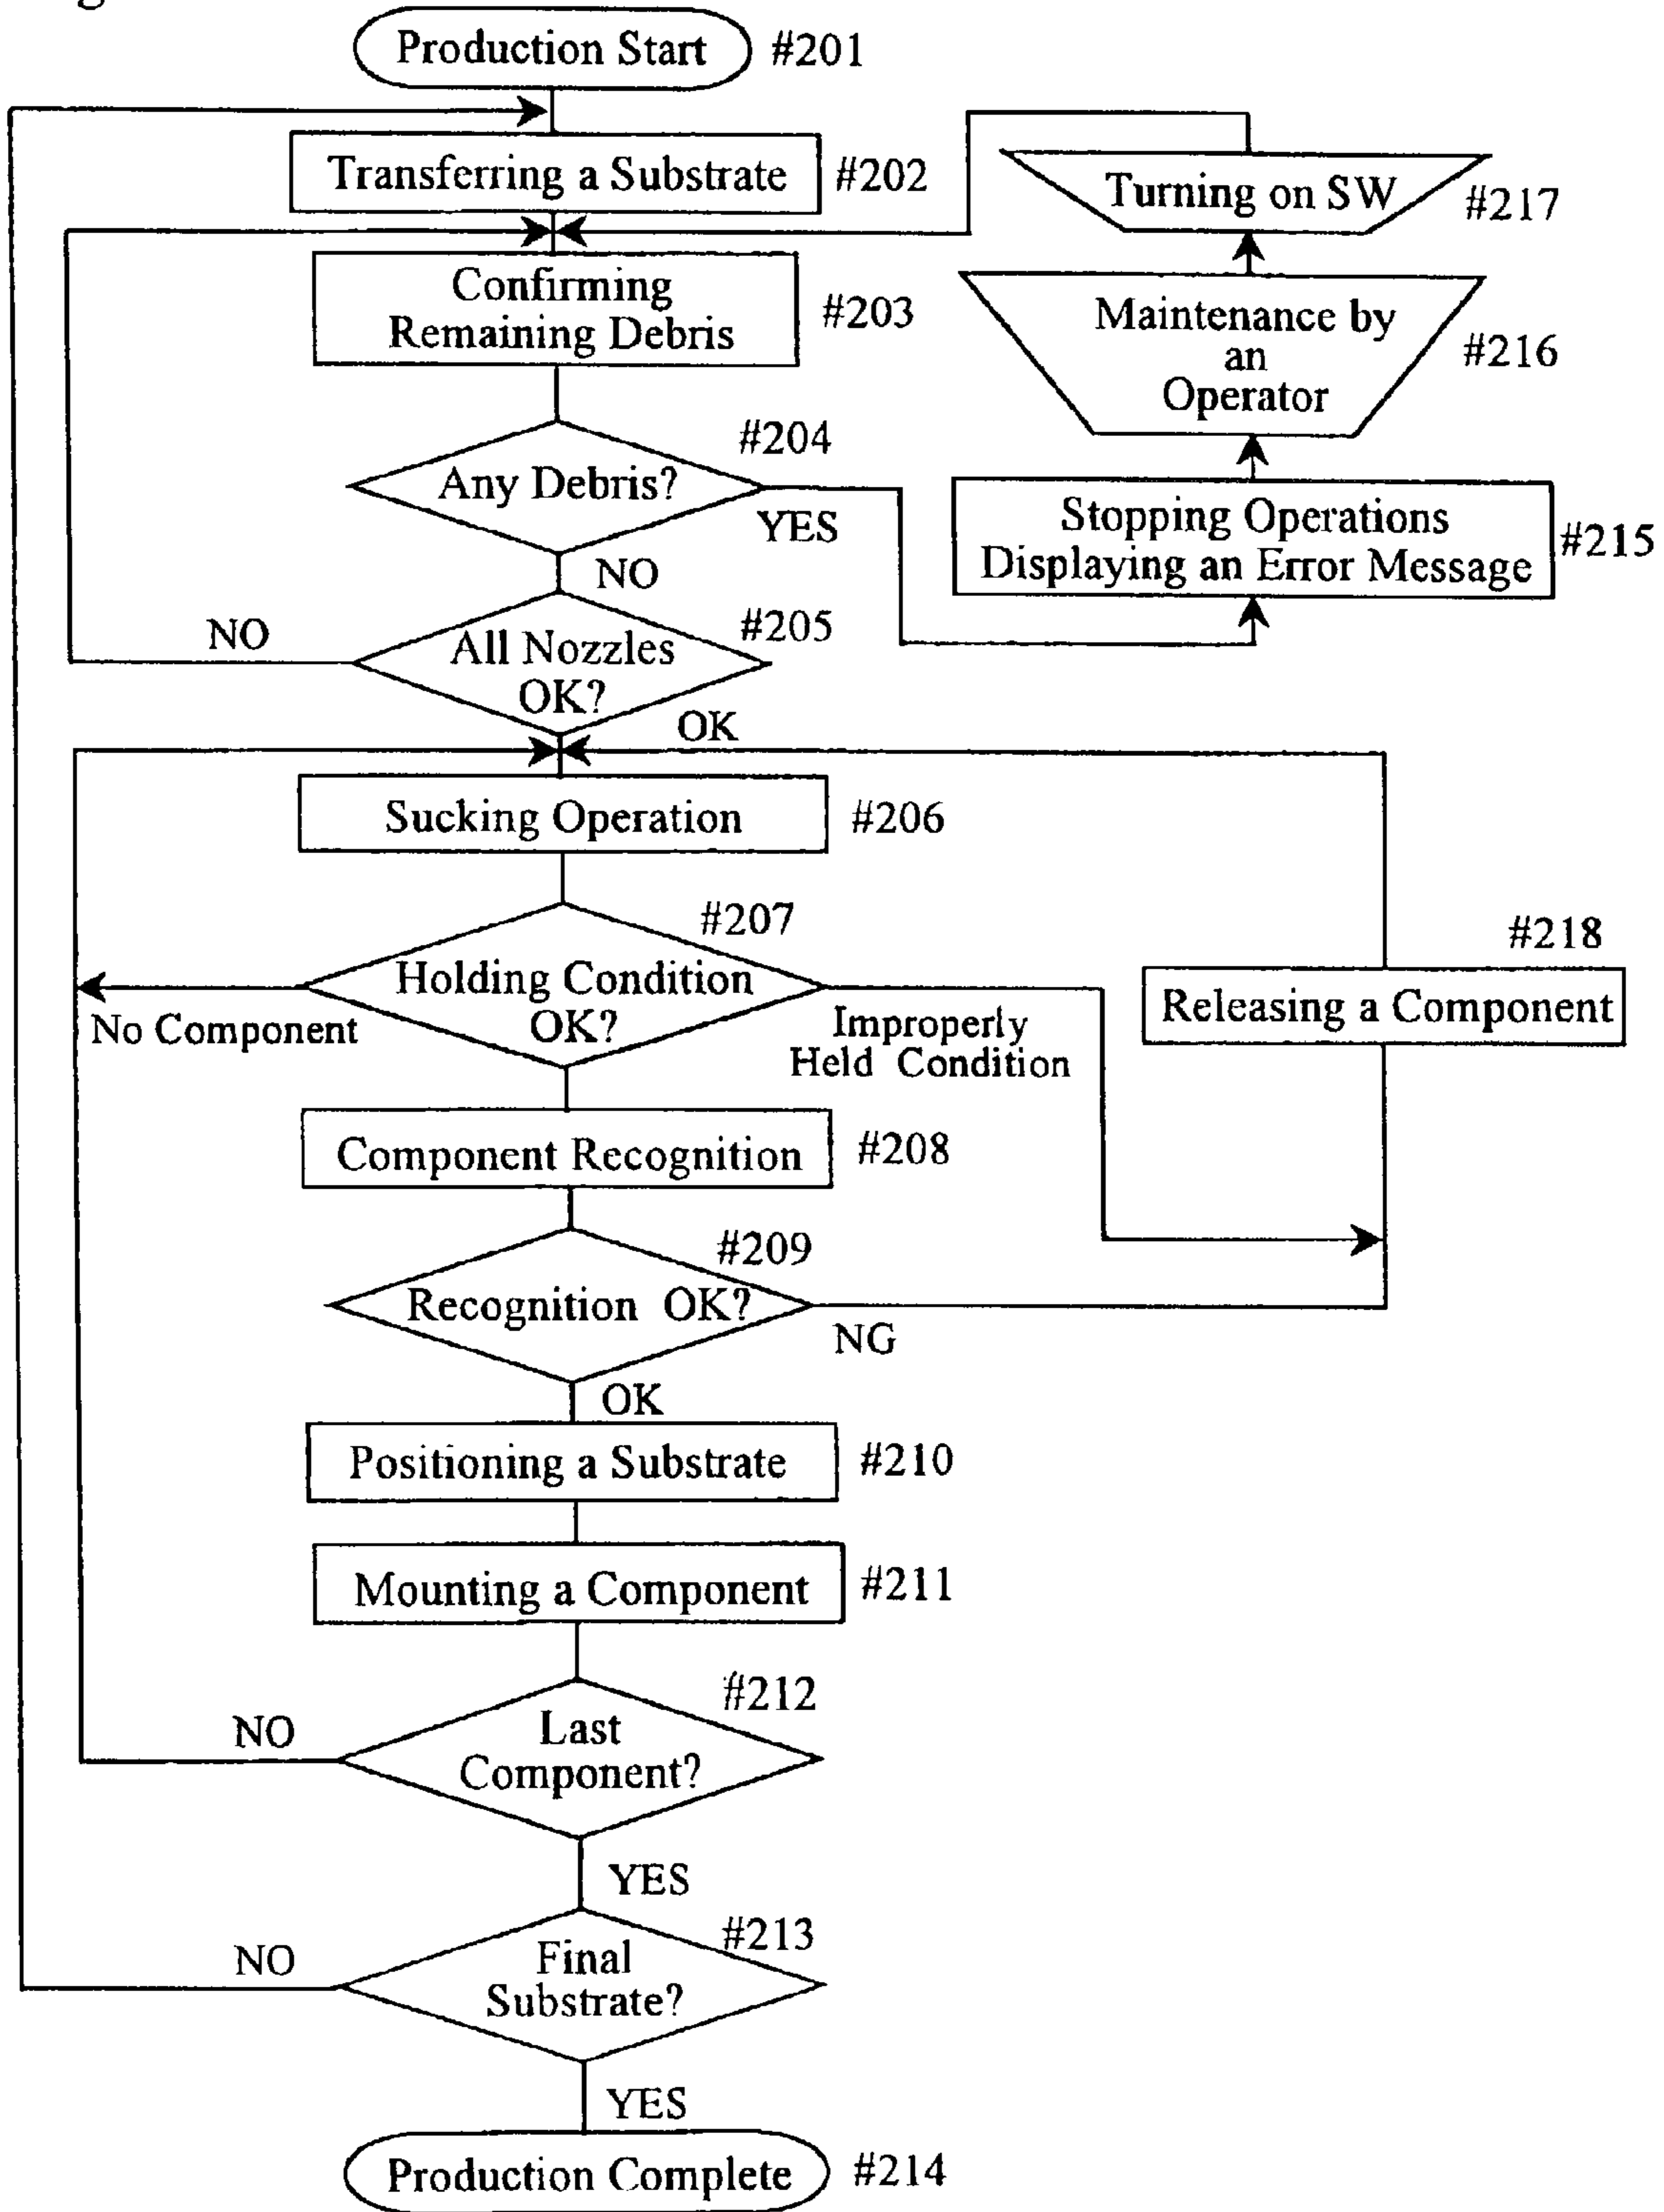 Production Start #201
Transferring a Substrate #202
Turning on SW #217
Confirming
Remaining Debris #203
Maintenance by
an
Operator #216
#204
Any Debris?
YES
NO
Stopping Operations
Displaying an Error Message #215
NO
#205
All Nozzles
OK?
OK
Sucking Operation #206
#207
Holding Condition
OK?
No Component
Improperly
Held Condition
#218
Releasing a Component
Component Recognition #208
#209
Recognition OK?
NG
OK
Positioning a Substrate #210
Mounting a Component #211
#212
NO
Last
Component?
YES
#213
NO
Final
Substrate?
YES
Production Complete #214